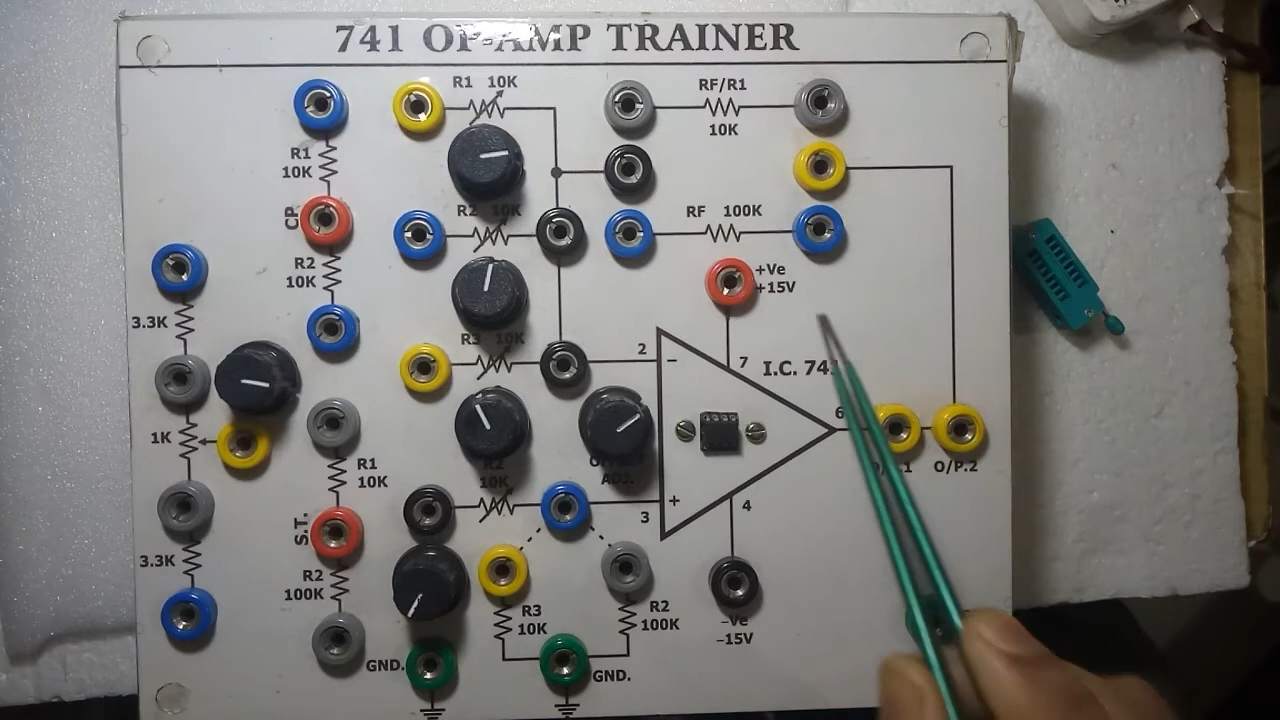 741 OP-AMP TRAINER
R1 10K
RF/R1
10K
R1
10K
CP
R2 10K
RF 100K
R2
10K
+Ve
+15V
3.3K
R3 10K
2
−
7
I.C. 741
1K
6
O/P.2
R1
10K
R2
10K
ADJ.
+
3
4
S.T.
3.3K
R2
100K
R3
10K
R2
100K
−Ve
−15V
GND.
GND.